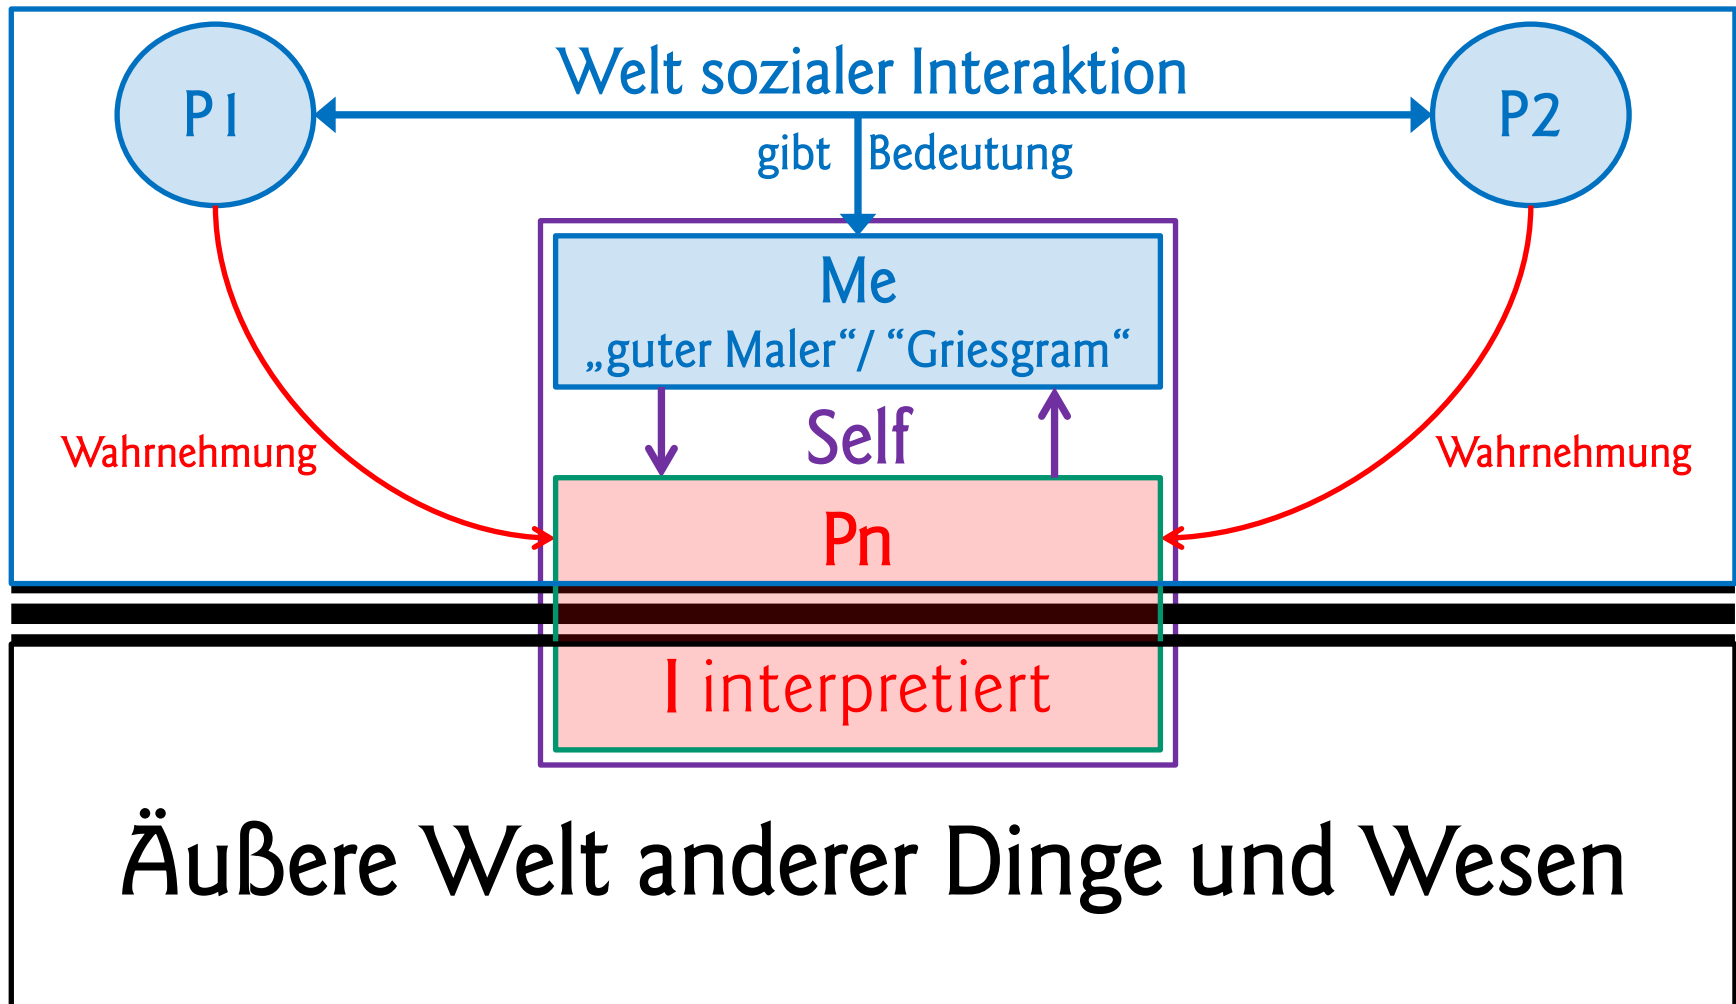 Welt sozialer Interaktion
P1
P2
gibt Bedeutung
Me
„guter Maler“/ “Griesgram“
Self
Wahrnehmung
Wahrnehmung
Pn
I interpretiert
Äußere Welt anderer Dinge und Wesen